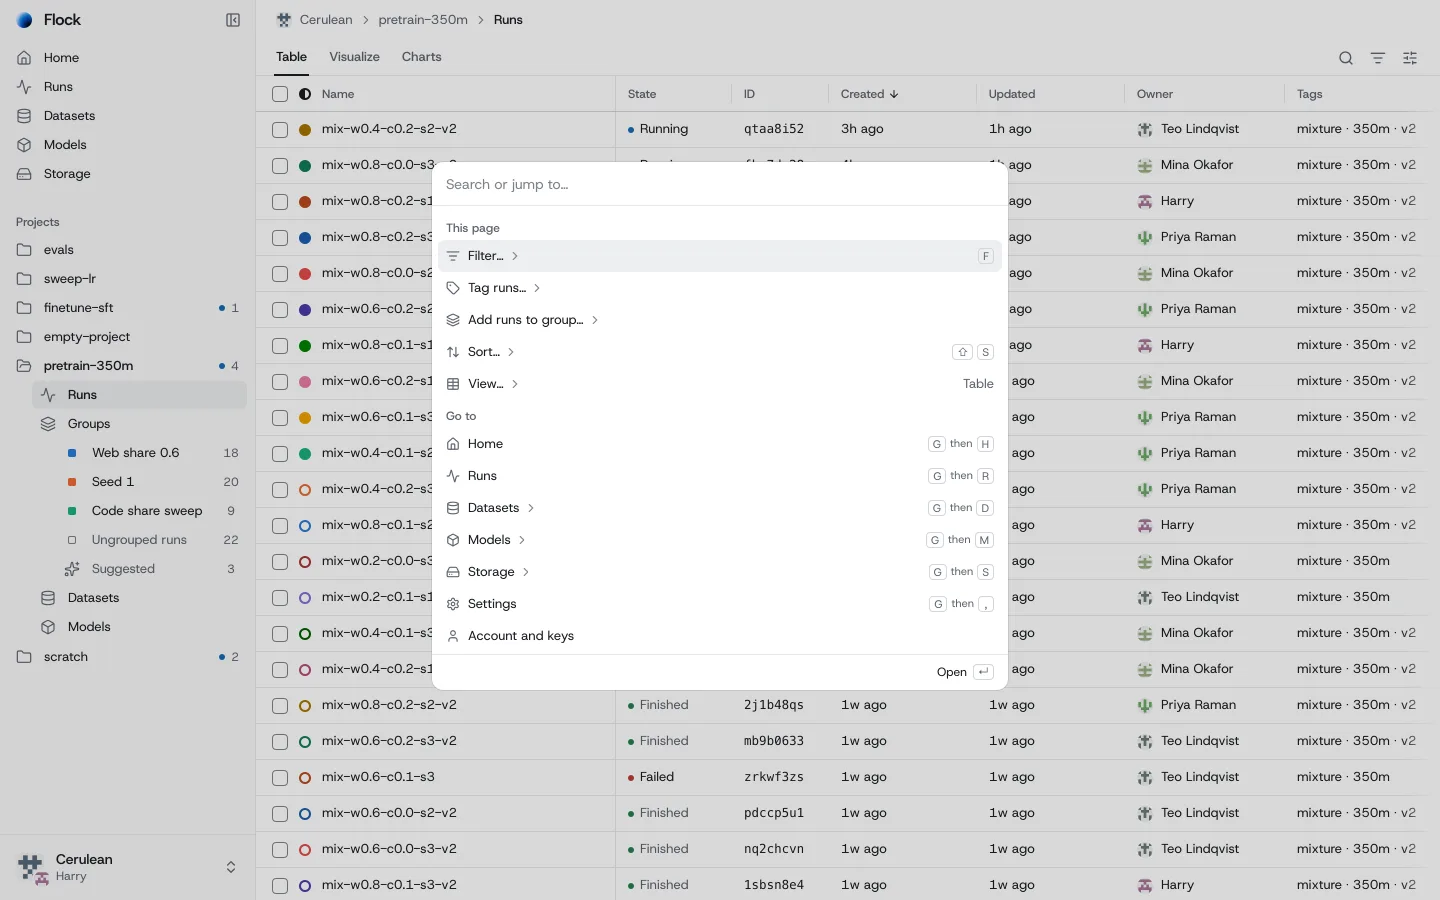 Flock
Home
Runs
Datasets
Models
Storage
Projects
evals
sweep-lr
finetune-sft 1
empty-project
pretrain-350m 4
Runs
Groups
Web share 0.6 18
Seed 1 20
Code share sweep 9
Ungrouped runs 22
Suggested 3
Datasets
Models
scratch 2
Cerulean
Harry
Cerulean > pretrain-350m > Runs
Table Visualize Charts
Name State ID Created Updated Owner Tags
mix-w0.4-c0.2-s2-v2 Running qtaa8i52 3h ago 1h ago Teo Lindqvist mixture · 350m · v2
mix-w0.8-c0.0-s3 Mina Okafor mixture · 350m · v2
mix-w0.8-c0.2-s1 ago Harry mixture · 350m · v2
mix-w0.8-c0.2-s3 ago Priya Raman mixture · 350m · v2
mix-w0.8-c0.0-s2 ago Mina Okafor mixture · 350m · v2
mix-w0.6-c0.2-s2 ago Priya Raman mixture · 350m · v2
mix-w0.8-c0.1-s1 ago Harry mixture · 350m · v2
mix-w0.6-c0.2-s1 ago Mina Okafor mixture · 350m · v2
mix-w0.6-c0.1-s3 ago Priya Raman mixture · 350m · v2
mix-w0.4-c0.1-s2 ago Priya Raman mixture · 350m · v2
mix-w0.4-c0.2-s3 ago Priya Raman mixture · 350m · v2
mix-w0.8-c0.1-s2 ago Harry mixture · 350m · v2
mix-w0.2-c0.0-s3 ago Mina Okafor mixture · 350m
mix-w0.2-c0.1-s1 ago Teo Lindqvist mixture · 350m
mix-w0.4-c0.1-s3 ago Mina Okafor mixture · 350m · v2
mix-w0.4-c0.2-s1 ago Mina Okafor mixture · 350m · v2
mix-w0.8-c0.2-s2-v2 Finished 2j1b48qs 1w ago 1w ago Priya Raman mixture · 350m · v2
mix-w0.6-c0.2-s3-v2 Finished mb9b0633 1w ago 1w ago Teo Lindqvist mixture · 350m · v2
mix-w0.6-c0.1-s3 Failed zrkwf3zs 1w ago 1w ago Teo Lindqvist mixture · 350m
mix-w0.6-c0.0-s2-v2 Finished pdccp5u1 1w ago 1w ago Teo Lindqvist mixture · 350m · v2
mix-w0.6-c0.0-s3-v2 Finished nq2chcvn 1w ago 1w ago Teo Lindqvist mixture · 350m · v2
mix-w0.8-c0.1-s3-v2 Finished 1sbsn8e4 1w ago 1w ago Harry mixture · 350m · v2
Search or jump to…
This page
Filter… > F
Tag runs… >
Add runs to group… >
Sort… > ⇧ S
View… > Table
Go to
Home G then H
Runs G then R
Datasets > G then D
Models > G then M
Storage > G then S
Settings G then ,
Account and keys
Open ↵